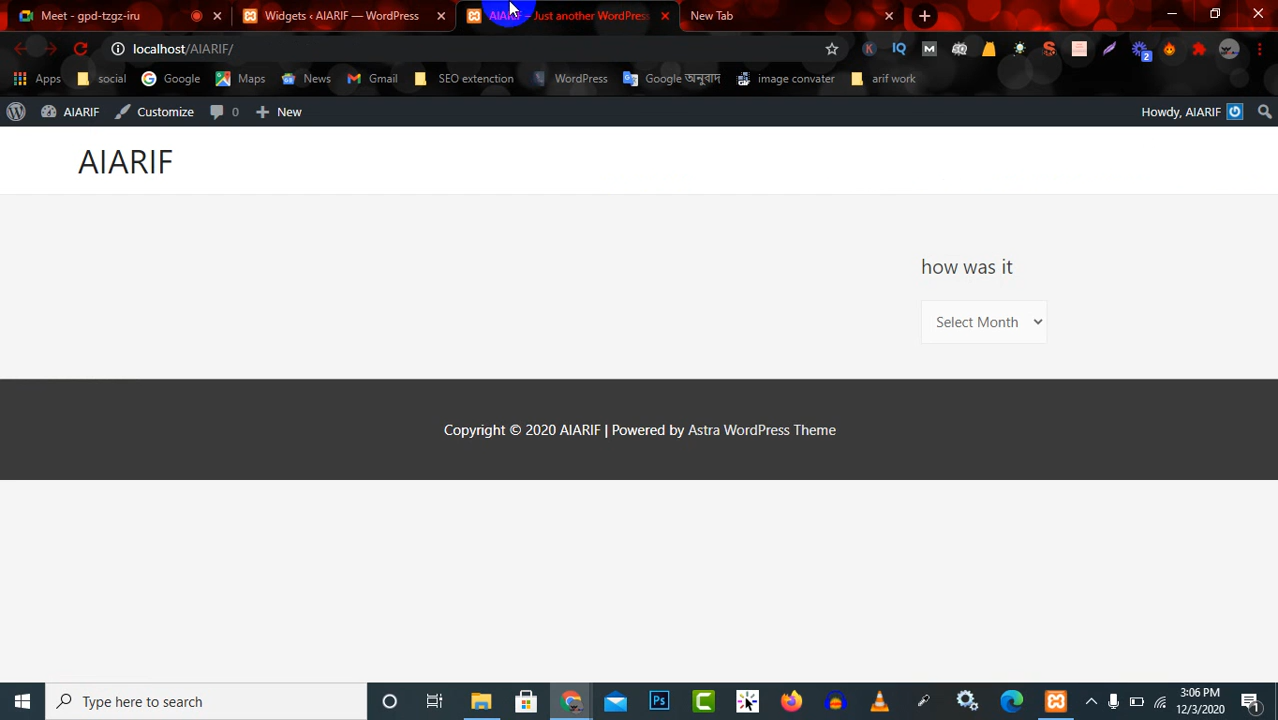 Meet - gpd-tzgz-iru
Widgets ‹ AIARIF — WordPress
AIARIF – Just another WordPress
New Tab
localhost/AIARIF/
2
Apps
social
Google
Maps
News
Gmail
SEO extention
WordPress
Google অনুবাদ
image convater
arif work
AIARIF
Customize
0
New
Howdy, AIARIF
AIARIF
how was it
Select Month
Copyright © 2020 AIARIF | Powered by Astra WordPress Theme
Type here to search
Ps
3:06 PM
12/3/2020
1